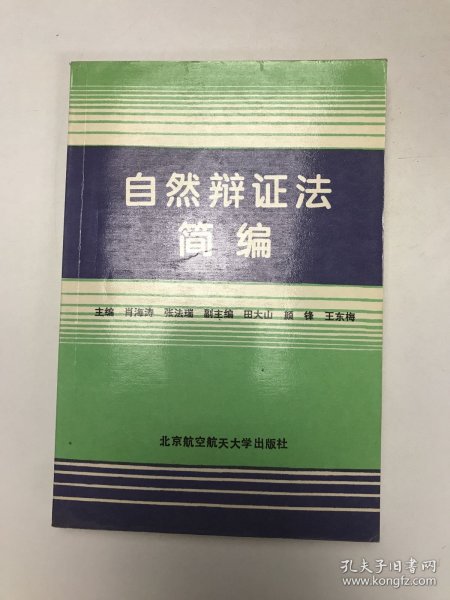 自然辩证法
简编
主编 肖海涛 张法瑞 副主编 田大山 颜锋 王东梅
北京航空航天大学出版社
孔夫子旧书网
www.kongfz.com